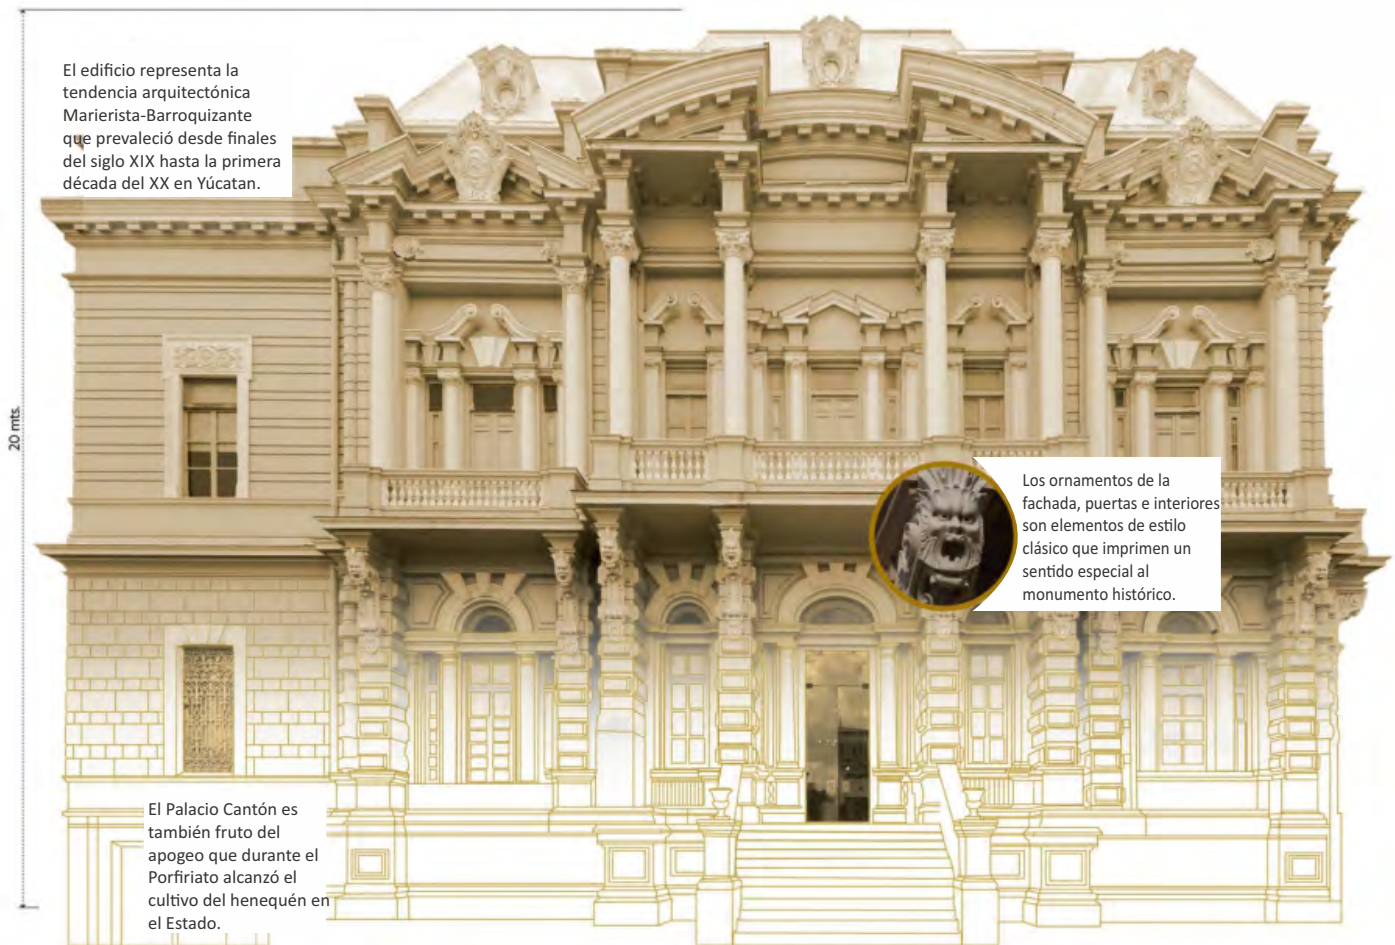 El edificio representa la
tendencia arquitectónica
Marierista-Barroquizante
que prevaleció desde finales
del siglo XIX hasta la primera
década del XX en Yúcatan.
20 mts.
Los ornamentos de la
fachada, puertas e interiores
son elementos de estilo
clásico que imprimen un
sentido especial al
monumento histórico.
El Palacio Cantón es
también fruto del
apogeo que durante el
Porfiriato alcanzó el
cultivo del henequén en
el Estado.